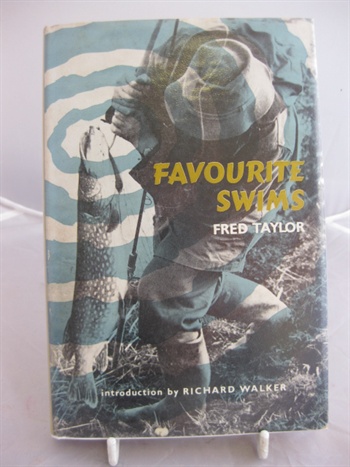 FAVOURITE
SWIMS
FRED TAYLOR
introduction by RICHARD WALKER